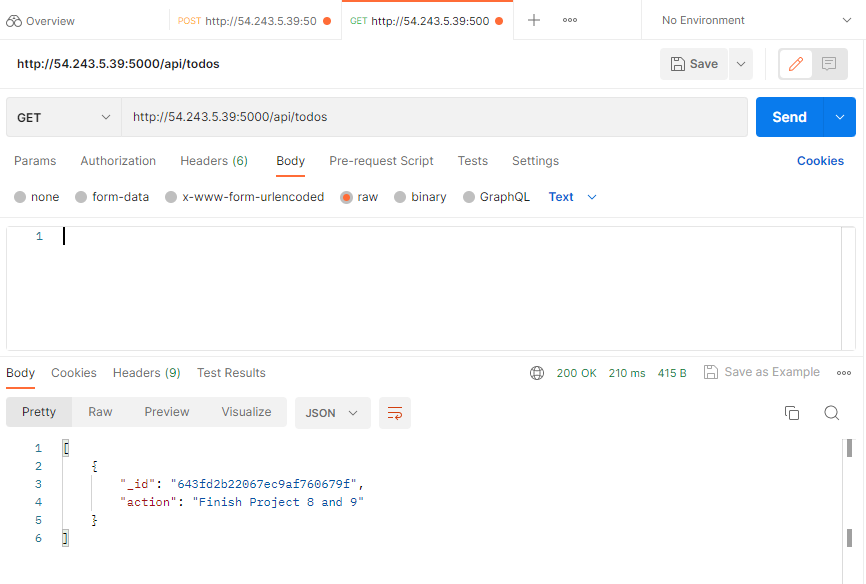 Overview POST http://54.243.5.39:50 GET http://54.243.5.39:500 No Environment
http://54.243.5.39:5000/api/todos Save
GET http://54.243.5.39:5000/api/todos Send
Params Authorization Headers (6) Body Pre-request Script Tests Settings Cookies
none form-data x-www-form-urlencoded raw binary GraphQL Text
1
Body Cookies Headers (9) Test Results 200 OK 210 ms 415 B Save as Example
Pretty Raw Preview Visualize JSON
1 [
2 {
3 "_id": "643fd2b22067ec9af760679f",
4 "action": "Finish Project 8 and 9"
5 }
6 ]